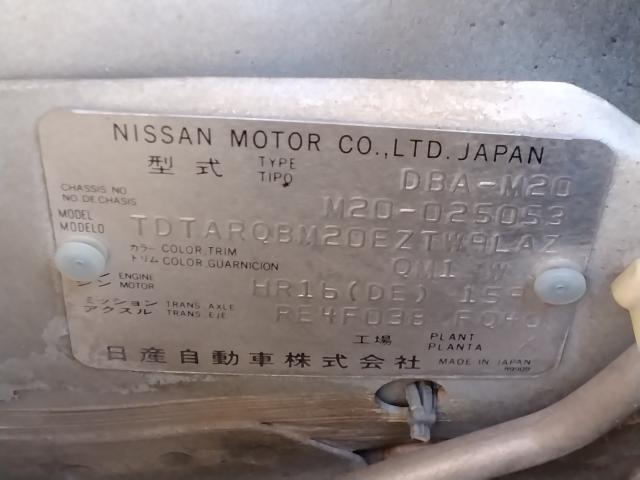 NISSAN MOTOR CO.,LTD. JAPAN
型式 TYPE TIPO DBA-M20
CHASSIS NO
NO DE CHASIS M20-025053
MODEL
MODELO TDTARQBM20EZTW9LAZ
カラー COLOR,TRIM
トリム COLOR,GUARNICION QM1 W
ENGINE
MOTOR HR16(DE)
ミッション TRANS. AXLE
アクスル TRANS. EJE RE4F03B FQ40
工場 PLANT
PLANTA
日産自動車株式会社 MADE IN JAPAN